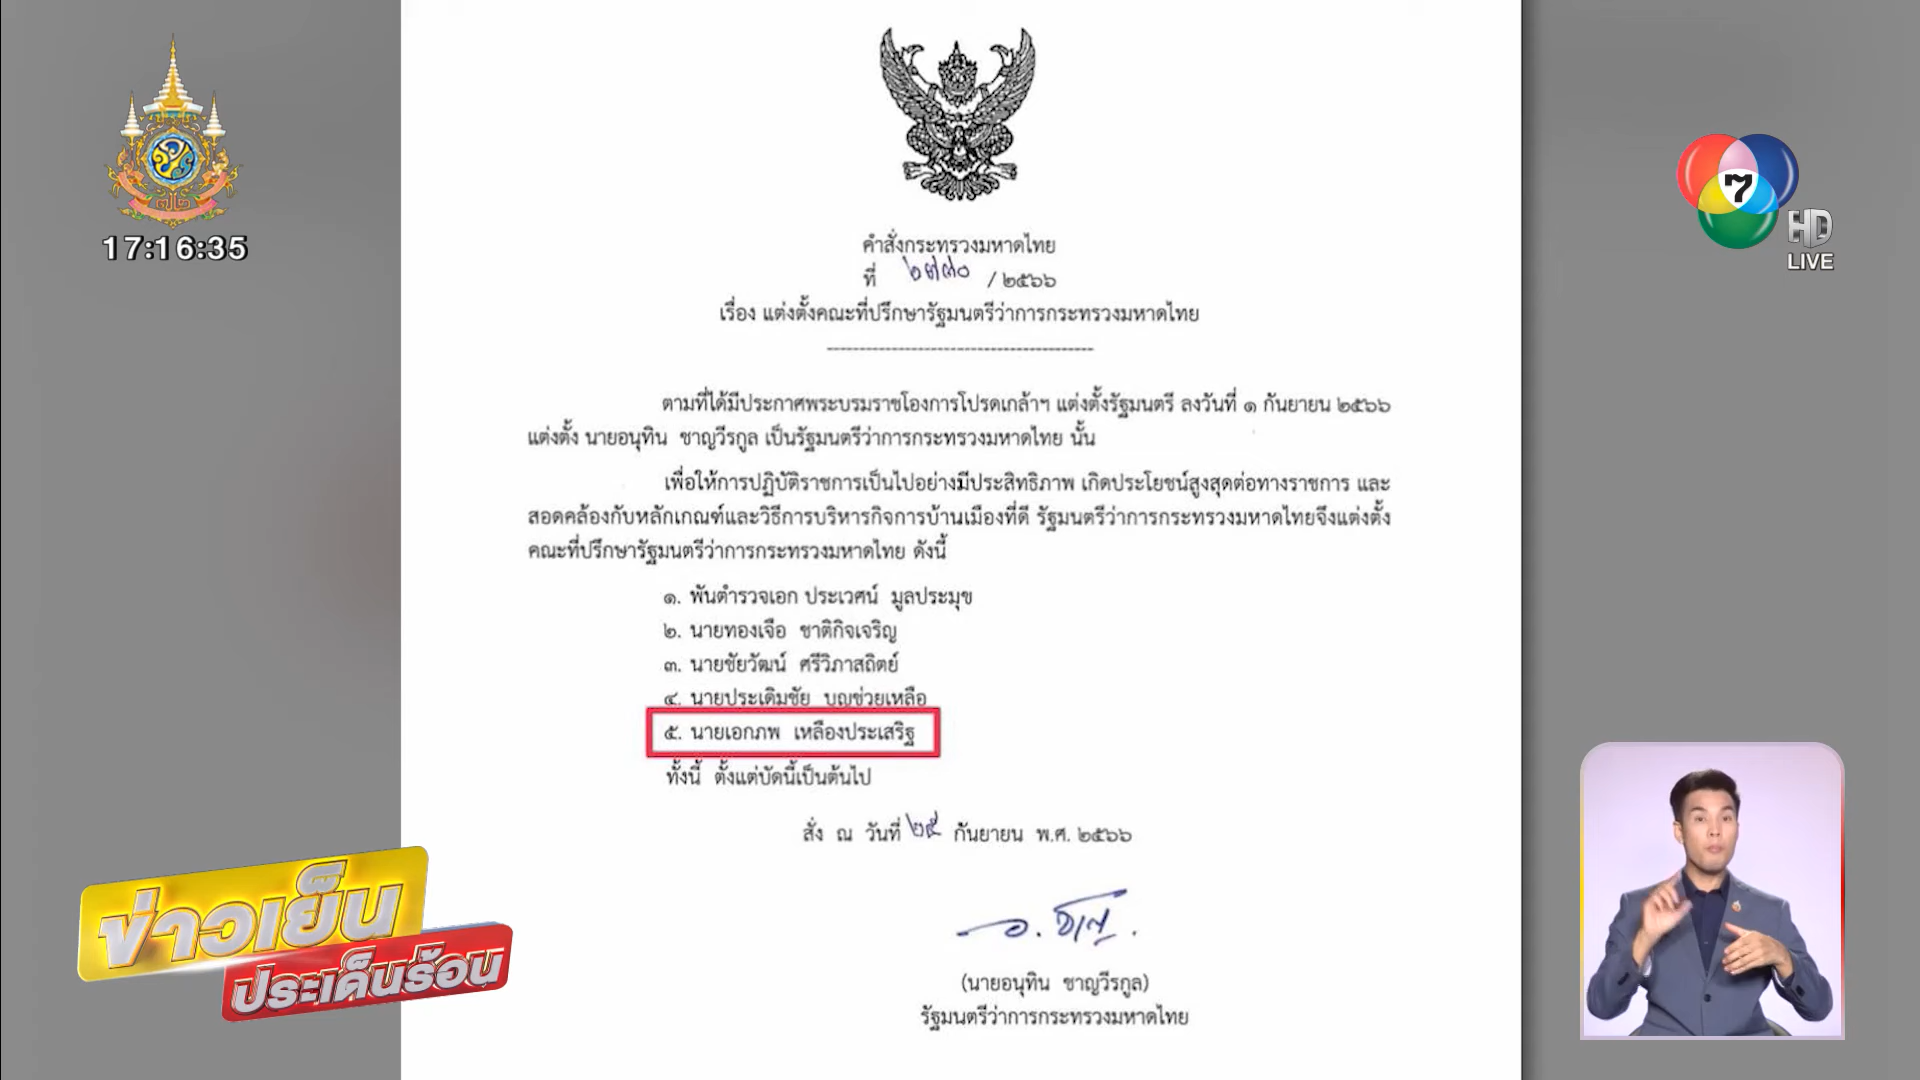 ๗๒
17:16:35
7
HD
LIVE
คำสั่งกระทรวงมหาดไทย
ที่ ๒๗๗๐ / ๒๕๖๖
เรื่อง แต่งตั้งคณะที่ปรึกษารัฐมนตรีว่าการกระทรวงมหาดไทย
ตามที่ได้มีประกาศพระบรมราชโองการโปรดเกล้าฯ แต่งตั้งรัฐมนตรี ลงวันที่ ๑ กันยายน ๒๕๖๖
แต่งตั้ง นายอนุทิน ชาญวีรกูล เป็นรัฐมนตรีว่าการกระทรวงมหาดไทย นั้น
เพื่อให้การปฏิบัติราชการเป็นไปอย่างมีประสิทธิภาพ เกิดประโยชน์สูงสุดต่อทางราชการ และ
สอดคล้องกับหลักเกณฑ์และวิธีการบริหารกิจการบ้านเมืองที่ดี รัฐมนตรีว่าการกระทรวงมหาดไทยจึงแต่งตั้ง
คณะที่ปรึกษารัฐมนตรีว่าการกระทรวงมหาดไทย ดังนี้
๑. พันตำรวจเอก ประเวศน์ มูลประมุข
๒. นายทองเจือ ชาติกิจเจริญ
๓. นายชัยวัฒน์ ศรีวิภาสถิตย์
๔. นายประเดิมชัย บุญช่วยเหลือ
๕. นายเอกภพ เหลืองประเสริฐ
ทั้งนี้ ตั้งแต่บัดนี้เป็นต้นไป
สั่ง ณ วันที่ ๒๕ กันยายน พ.ศ. ๒๕๖๖
(นายอนุทิน ชาญวีรกูล)
รัฐมนตรีว่าการกระทรวงมหาดไทย
ข่าวเย็น
ประเด็นร้อน